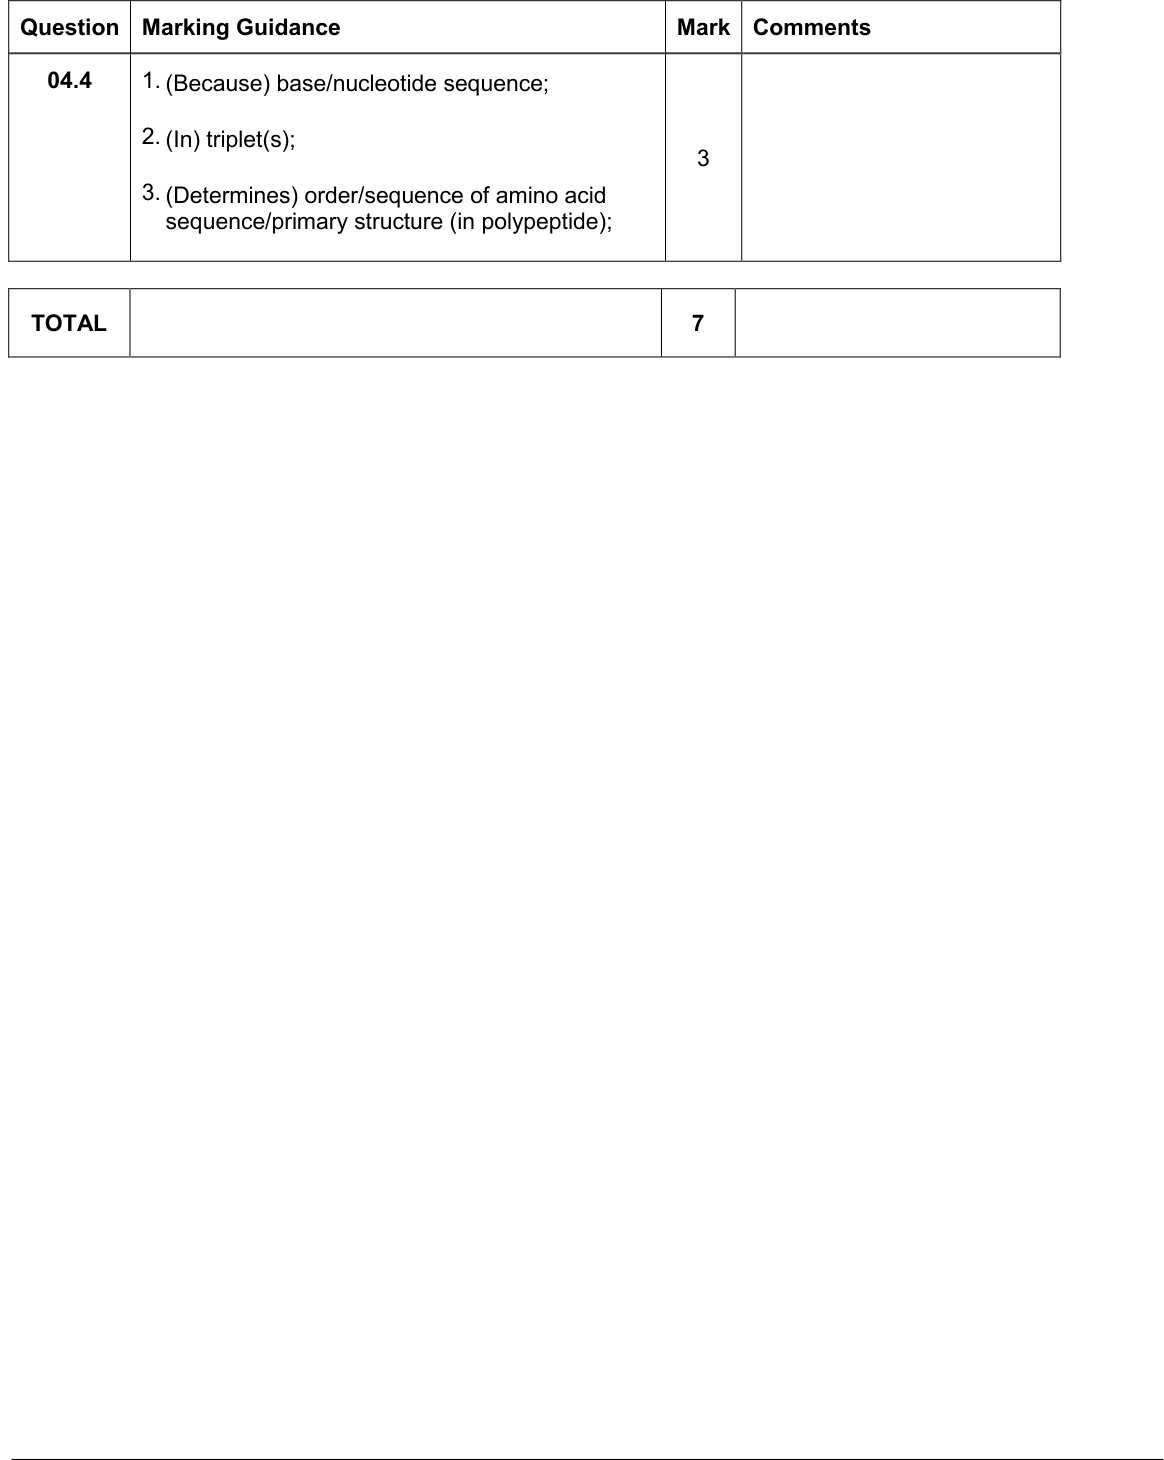 Question Marking Guidance Mark Comments
04.4 1. (Because) base/nucleotide sequence;
2. (In) triplet(s);
3
3. (Determines) order/sequence of amino acid
sequence/primary structure (in polypeptide);
TOTAL 7